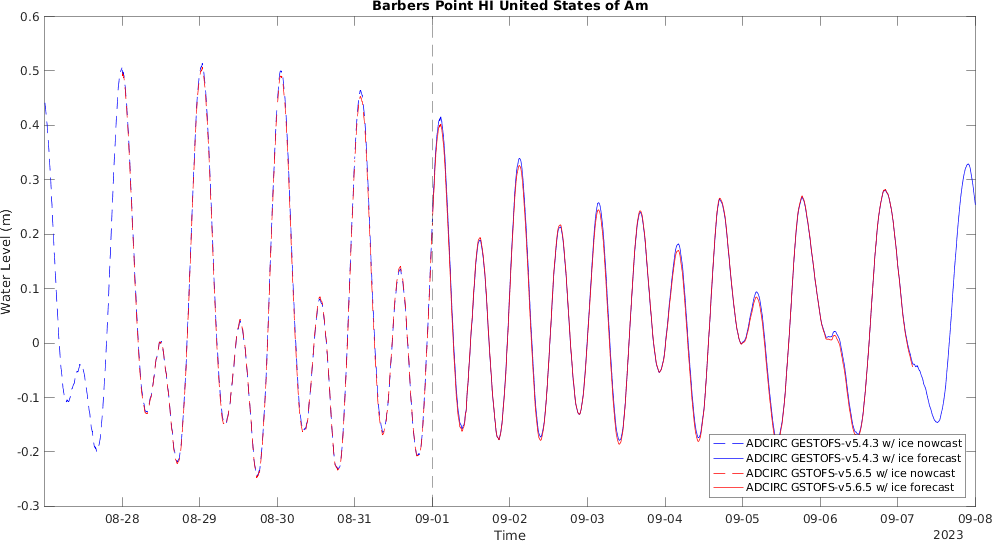 Barbers Point HI United States of Am
0.6
0.5
0.4
0.3
0.2
0.1
0
-0.1
-0.2
-0.3
Water Level (m)
ADCIRC GESTOFS-v5.4.3 w/ ice nowcast
ADCIRC GESTOFS-v5.4.3 w/ ice forecast
ADCIRC GSTOFS-v5.6.5 w/ ice nowcast
ADCIRC GSTOFS-v5.6.5 w/ ice forecast
08-28 08-29 08-30 08-31 09-01 09-02 09-03 09-04 09-05 09-06 09-07 09-08
Time
2023